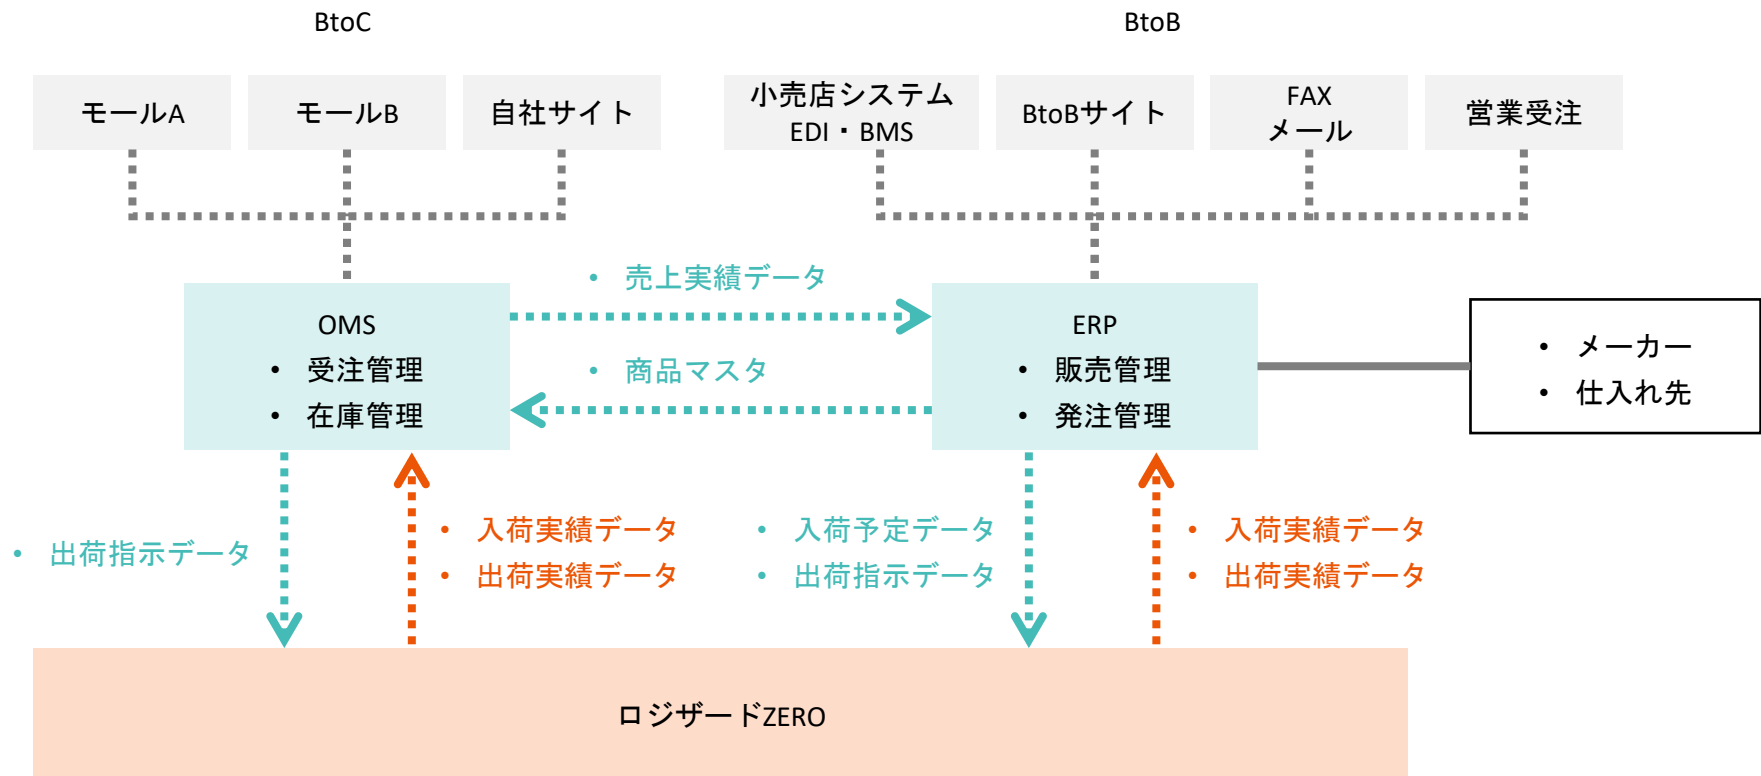 BtoC
BtoB
モールA
モールB
自社サイト
小売店システム
EDI・BMS
BtoBサイト
FAX
メール
営業受注
• 売上実績データ
OMS
• 受注管理
• 在庫管理
• 商品マスタ
ERP
• 販売管理
• 発注管理
• メーカー
• 仕入れ先
• 出荷指示データ
• 入荷実績データ
• 出荷実績データ
• 入荷予定データ
• 出荷指示データ
• 入荷実績データ
• 出荷実績データ
ロジザードZERO